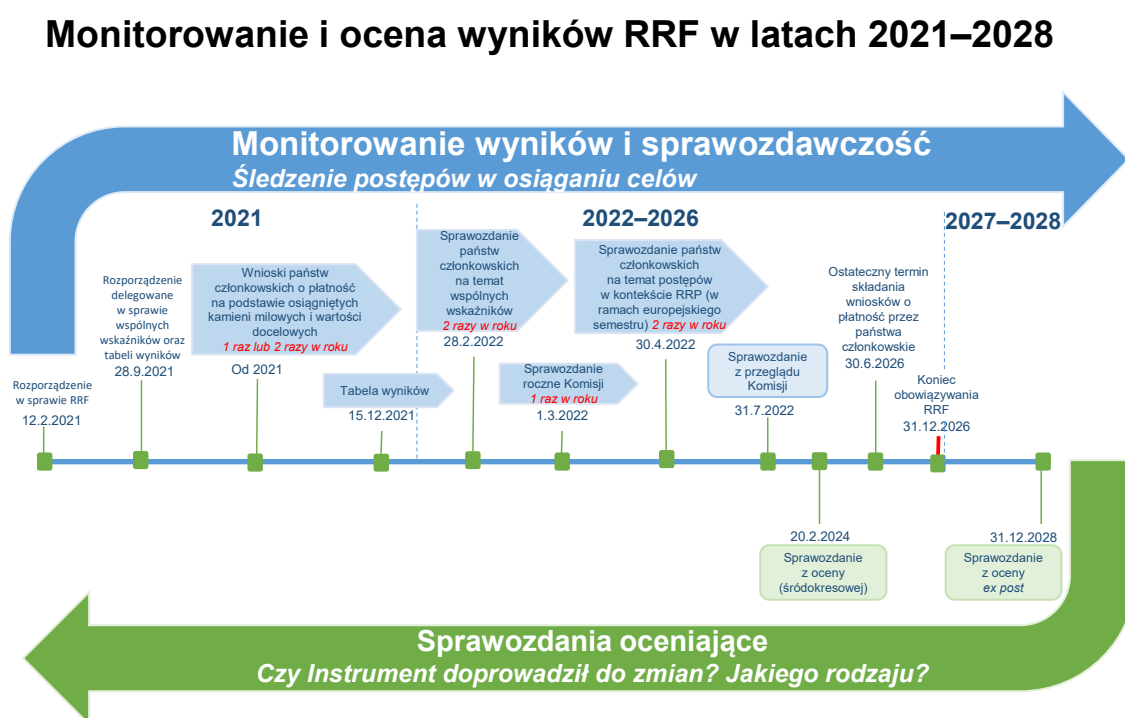 Monitorowanie i ocena wyników RRF w latach 2021–2028
Monitorowanie wyników i sprawozdawczość
Śledzenie postępów w osiąganiu celów
2021
2022–2026
2027–2028
Rozporządzenie
w sprawie RRF
12.2.2021
Rozporządzenie
delegowane
w sprawie
wspólnych
wskaźników oraz
tabeli wyników
28.9.2021
Wnioski państw
członkowskich o płatność
na podstawie osiągniętych
kamieni milowych i wartości
docelowych
1 raz lub 2 razy w roku
Od 2021
Tabela wyników
15.12.2021
Sprawozdanie
państw
członkowskich
na temat
wspólnych
wskaźników
2 razy w roku
28.2.2022
Sprawozdanie
roczne Komisji
1 raz w roku
1.3.2022
Sprawozdanie państw
członkowskich
na temat postępów
w kontekście RRP (w
ramach europejskiego
semestru) 2 razy w roku
30.4.2022
Sprawozdanie
z przeglądu
Komisji
31.7.2022
Ostateczny termin
składania
wniosków o
płatność przez
państwa
członkowskie
30.6.2026
Koniec
obowiązywania
RRF
31.12.2026
20.2.2024
Sprawozdanie
z oceny
(śródokresowej)
31.12.2028
Sprawozdanie
z oceny
ex post
Sprawozdania oceniające
Czy Instrument doprowadził do zmian? Jakiego rodzaju?